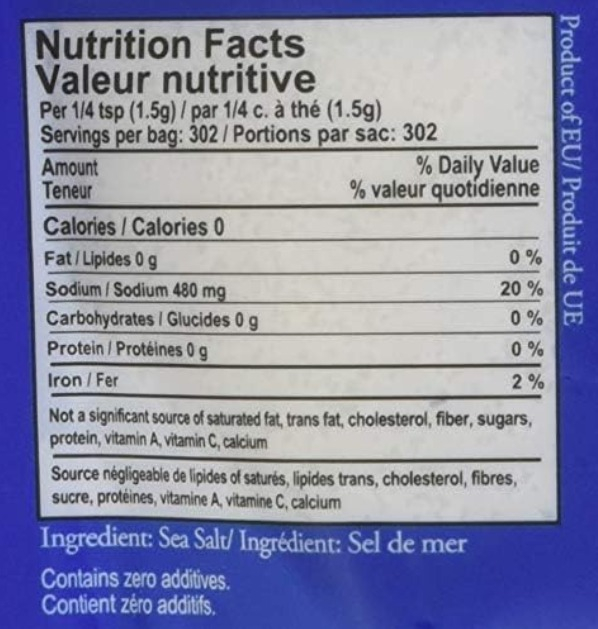 Nutrition Facts
Valeur nutritive
Per 1/4 tsp (1.5g) / par 1/4 c. à thé (1.5g)
Servings per bag: 302 / Portions par sac: 302
Amount % Daily Value
Teneur % valeur quotidienne
Calories / Calories 0
Fat / Lipides 0 g 0 %
Sodium / Sodium 480 mg 20 %
Carbohydrates / Glucides 0 g 0 %
Protein / Protéines 0 g 0 %
Iron / Fer 2 %
Not a significant source of saturated fat, trans fat, cholesterol, fiber, sugars,
protein, vitamin A, vitamin C, calcium
Source négligeable de lipides of saturés, lipides trans, cholesterol, fibres,
sucre, protéines, vitamine A, vitamine C, calcium
Ingredient: Sea Salt/ Ingrédient: Sel de mer
Contains zero additives.
Contient zéro additifs.
Product of EU/ Produit de UE